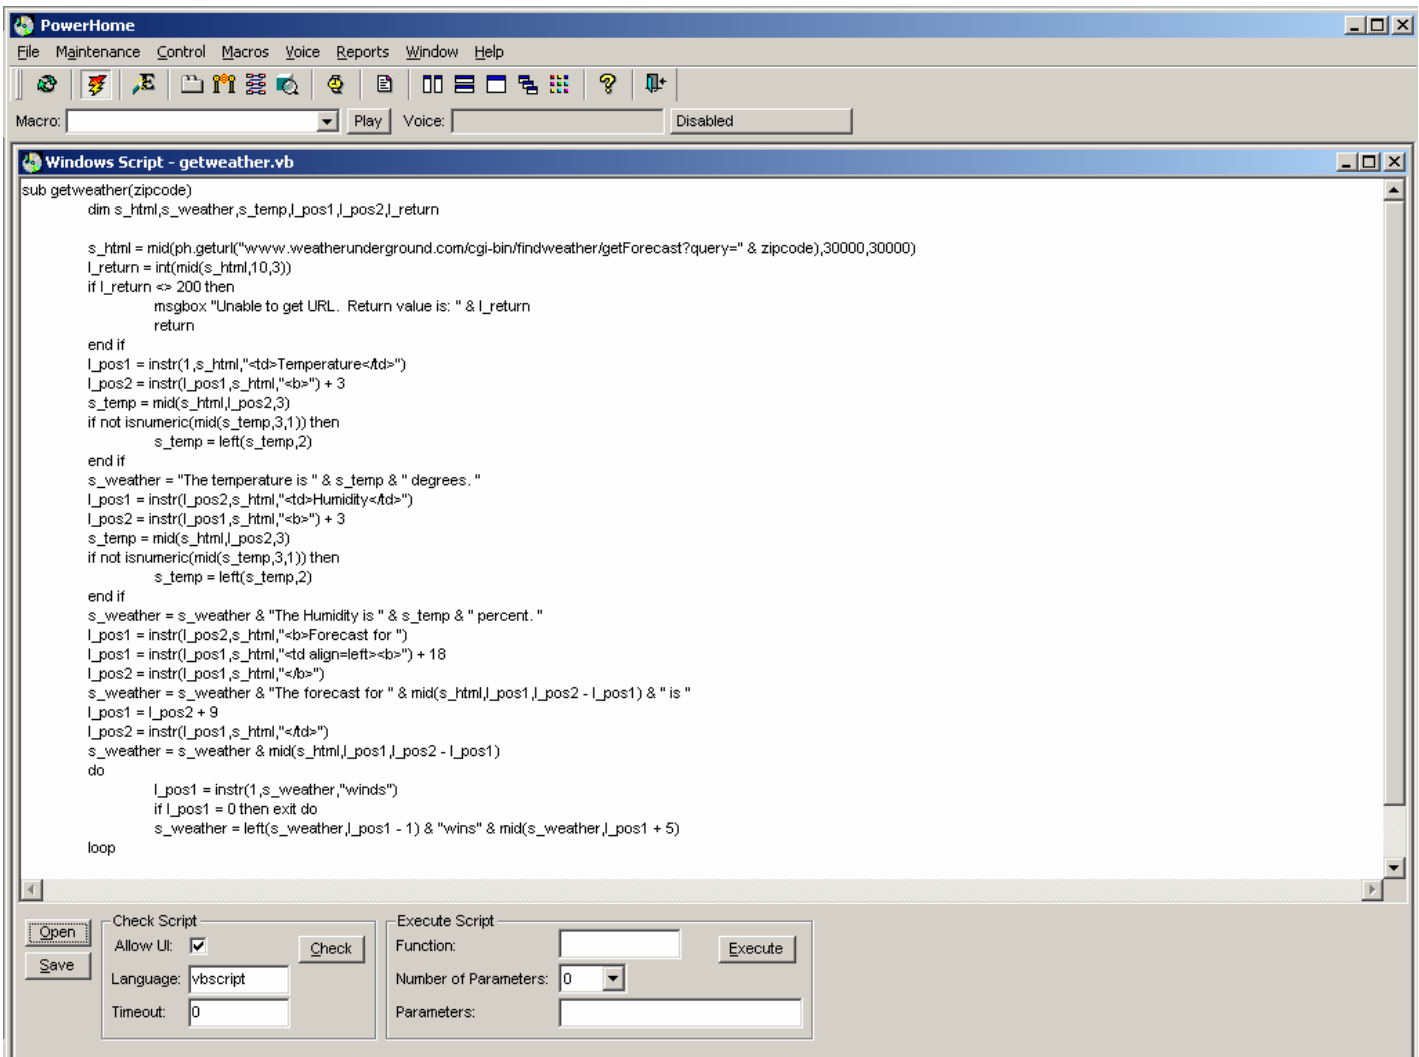 PowerHome
File Maintenance Control Macros Voice Reports Window Help
Macro: Play Voice: Disabled
Windows Script - getweather.vb
sub getweather(zipcode)
dim s_html,s_weather,s_temp,l_pos1,l_pos2,l_return
s_html = mid(ph.geturl("www.weatherunderground.com/cgi-bin/findweather/getForecast?query=" & zipcode),30000,30000)
l_return = int(mid(s_html,10,3))
if l_return <> 200 then
msgbox "Unable to get URL.  Return value is: " & l_return
return
end if
l_pos1 = instr(1,s_html,"<td>Temperature</td>")
l_pos2 = instr(l_pos1,s_html,"<b>") + 3
s_temp = mid(s_html,l_pos2,3)
if not isnumeric(mid(s_temp,3,1)) then
s_temp = left(s_temp,2)
end if
s_weather = "The temperature is " & s_temp & " degrees. "
l_pos1 = instr(l_pos2,s_html,"<td>Humidity</td>")
l_pos2 = instr(l_pos1,s_html,"<b>") + 3
s_temp = mid(s_html,l_pos2,3)
if not isnumeric(mid(s_temp,3,1)) then
s_temp = left(s_temp,2)
end if
s_weather = s_weather & "The Humidity is " & s_temp & " percent. "
l_pos1 = instr(l_pos2,s_html,"<b>Forecast for ")
l_pos1 = instr(l_pos1,s_html,"<td align=left><b>") + 18
l_pos2 = instr(l_pos1,s_html,"</b>")
s_weather = s_weather & "The forecast for " & mid(s_html,l_pos1,l_pos2 - l_pos1) & " is "
l_pos1 = l_pos2 + 9
l_pos2 = instr(l_pos1,s_html,"</td>")
s_weather = s_weather & mid(s_html,l_pos1,l_pos2 - l_pos1)
do
l_pos1 = instr(1,s_weather,"winds")
if l_pos1 = 0 then exit do
s_weather = left(s_weather,l_pos1 - 1) & "wins" & mid(s_weather,l_pos1 + 5)
loop
Open
Save
Check Script
Allow UI: Check
Language: vbscript
Timeout: 0
Execute Script
Function: Execute
Number of Parameters: 0
Parameters: